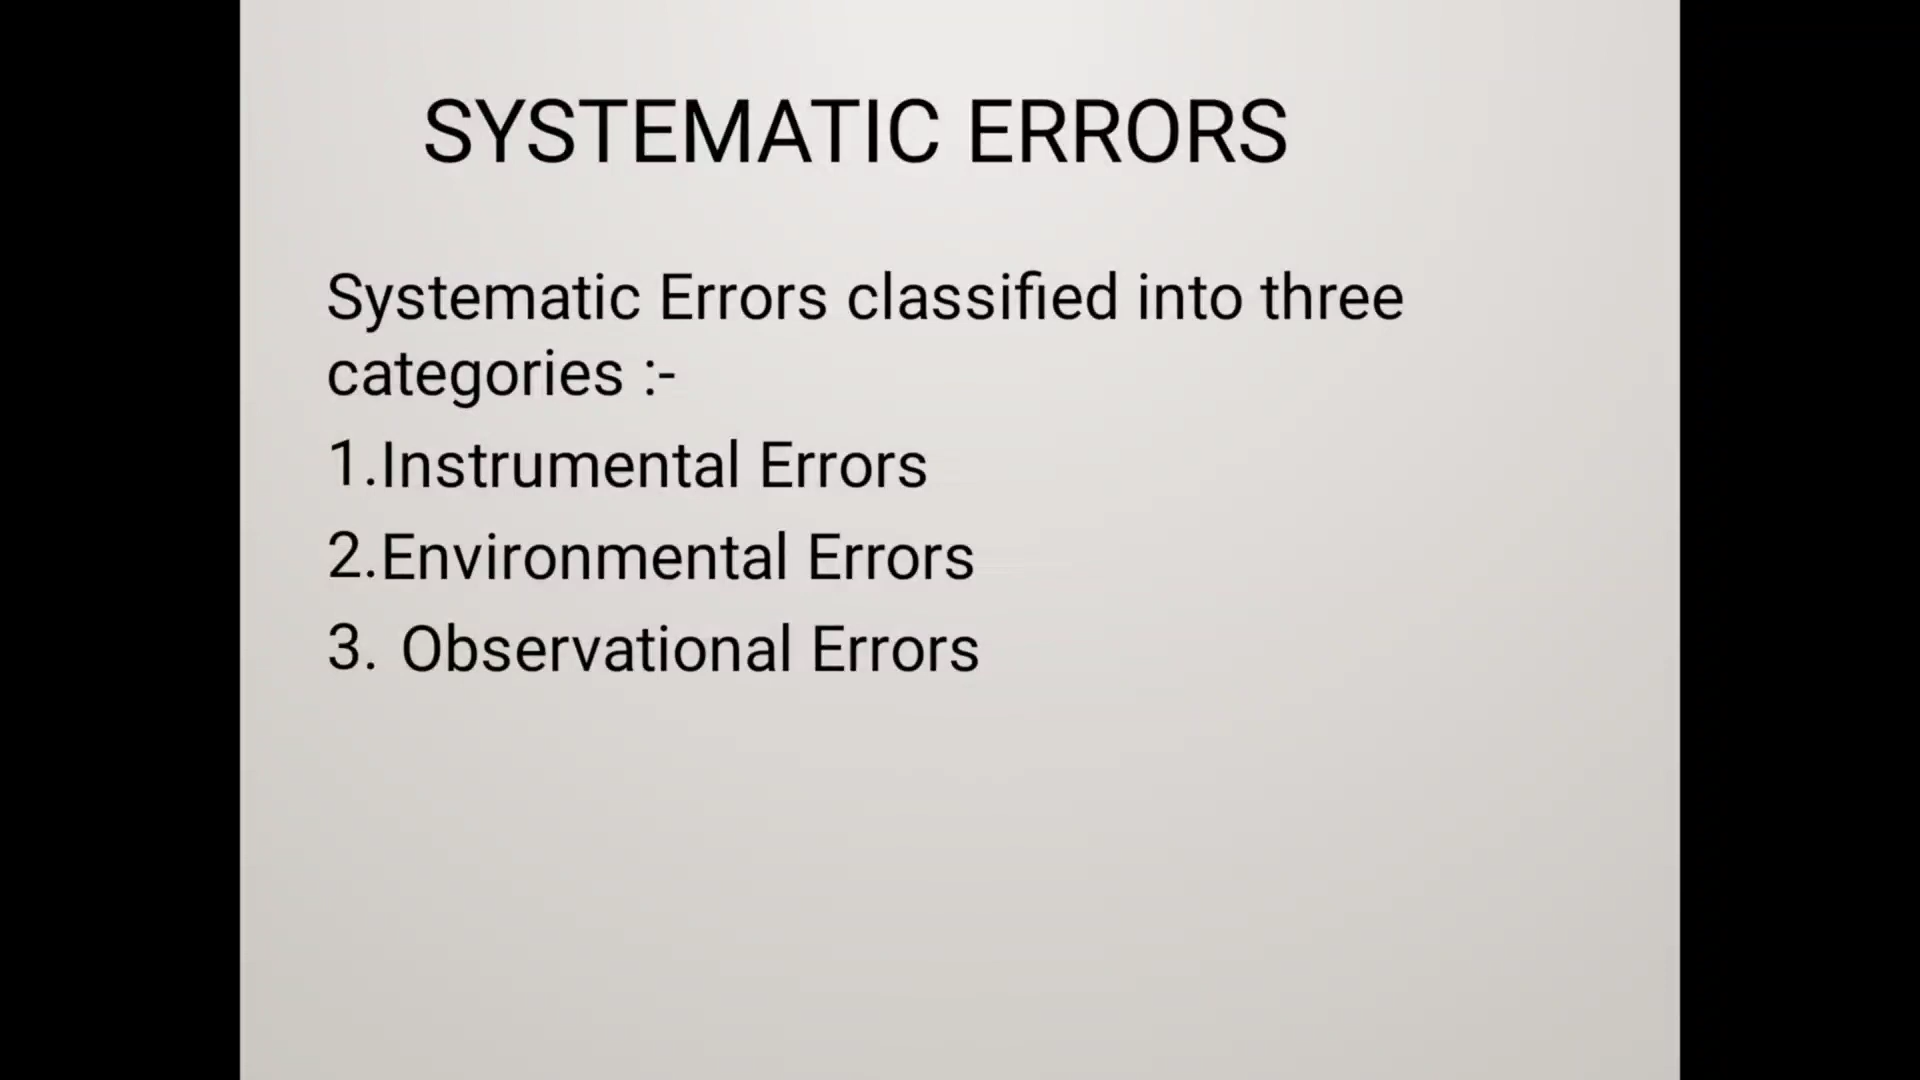 SYSTEMATIC ERRORS
Systematic Errors classified into three
categories :-
1.Instrumental Errors
2.Environmental Errors
3. Observational Errors